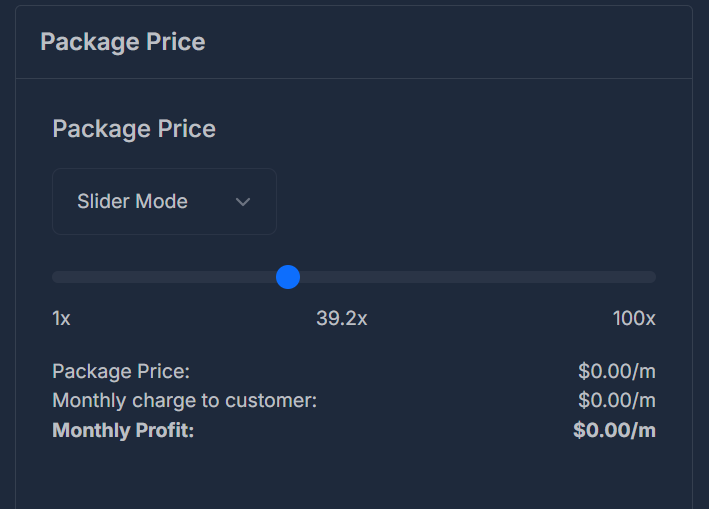 Package Price
Package Price
Slider Mode
1x 39.2x 100x
Package Price: $0.00/m
Monthly charge to customer: $0.00/m
Monthly Profit: $0.00/m